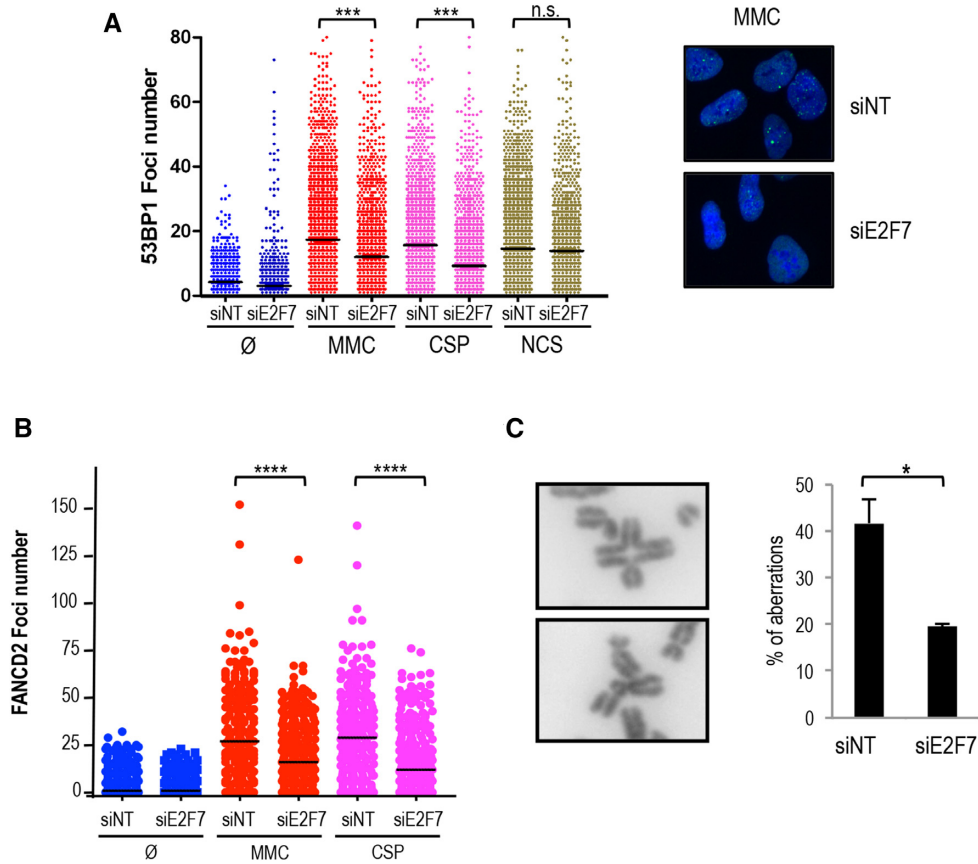 A
53BP1 Foci number
80
60
40
20
0
*** *** n.s.
siNT siE2F7 siNT siE2F7 siNT siE2F7 siNT siE2F7
Ø MMC CSP NCS
MMC
siNT
siE2F7
B
FANCD2 Foci number
150
125
100
75
50
25
0
**** ****
siNT siE2F7 siNT siE2F7 siNT siE2F7
Ø MMC CSP
C
% of aberrations
50
40
30
20
10
0
*
siNT siE2F7